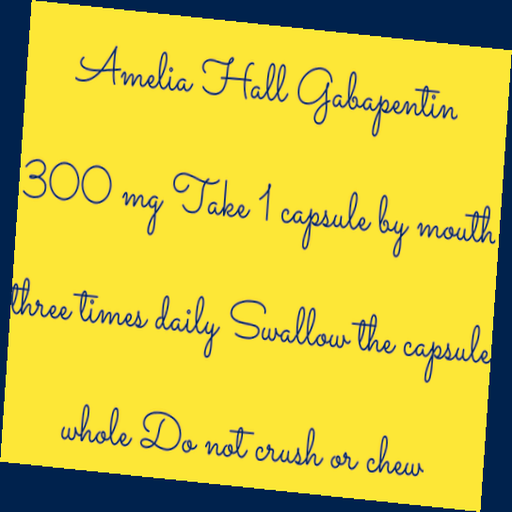 Amelia Hall Gabapentin
300 mg Take 1 capsule by mouth
three times daily Swallow the capsule
whole Do not crush or chew